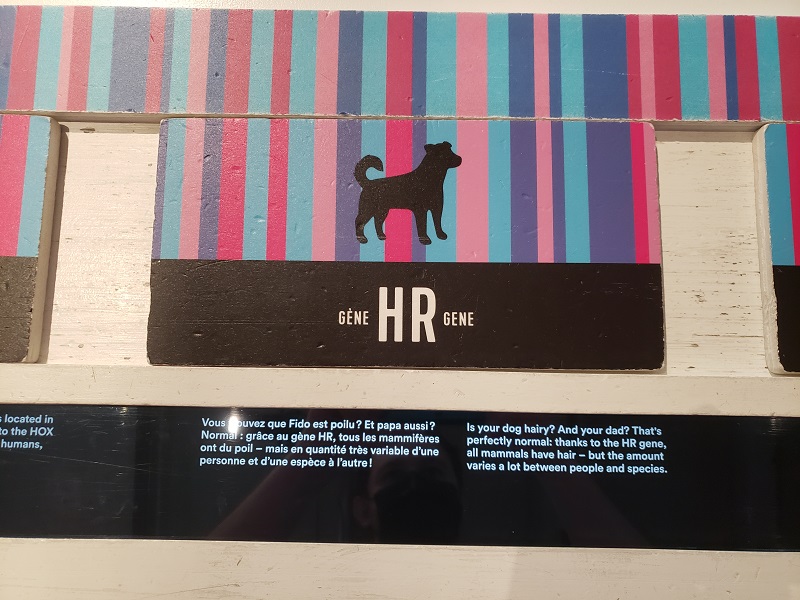 GÈNE HR GENE
s located in
to the HOX
humans,
Vous ouvez que Fido est poilu ? Et papa aussi ?
Normal : grâce au gène HR, tous les mammifères
ont du poil – mais en quantité très variable d'une
personne et d'une espèce à l'autre !
Is your dog hairy? And your dad? That's
perfectly normal: thanks to the HR gene,
all mammals have hair – but the amount
varies a lot between people and species.